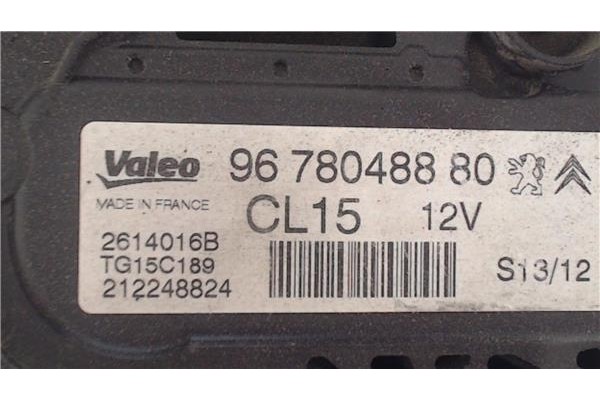 Valeo 96 780488 80
MADE IN FRANCE CL15 12V
2614016B
TG15C189 S13/12
212248824